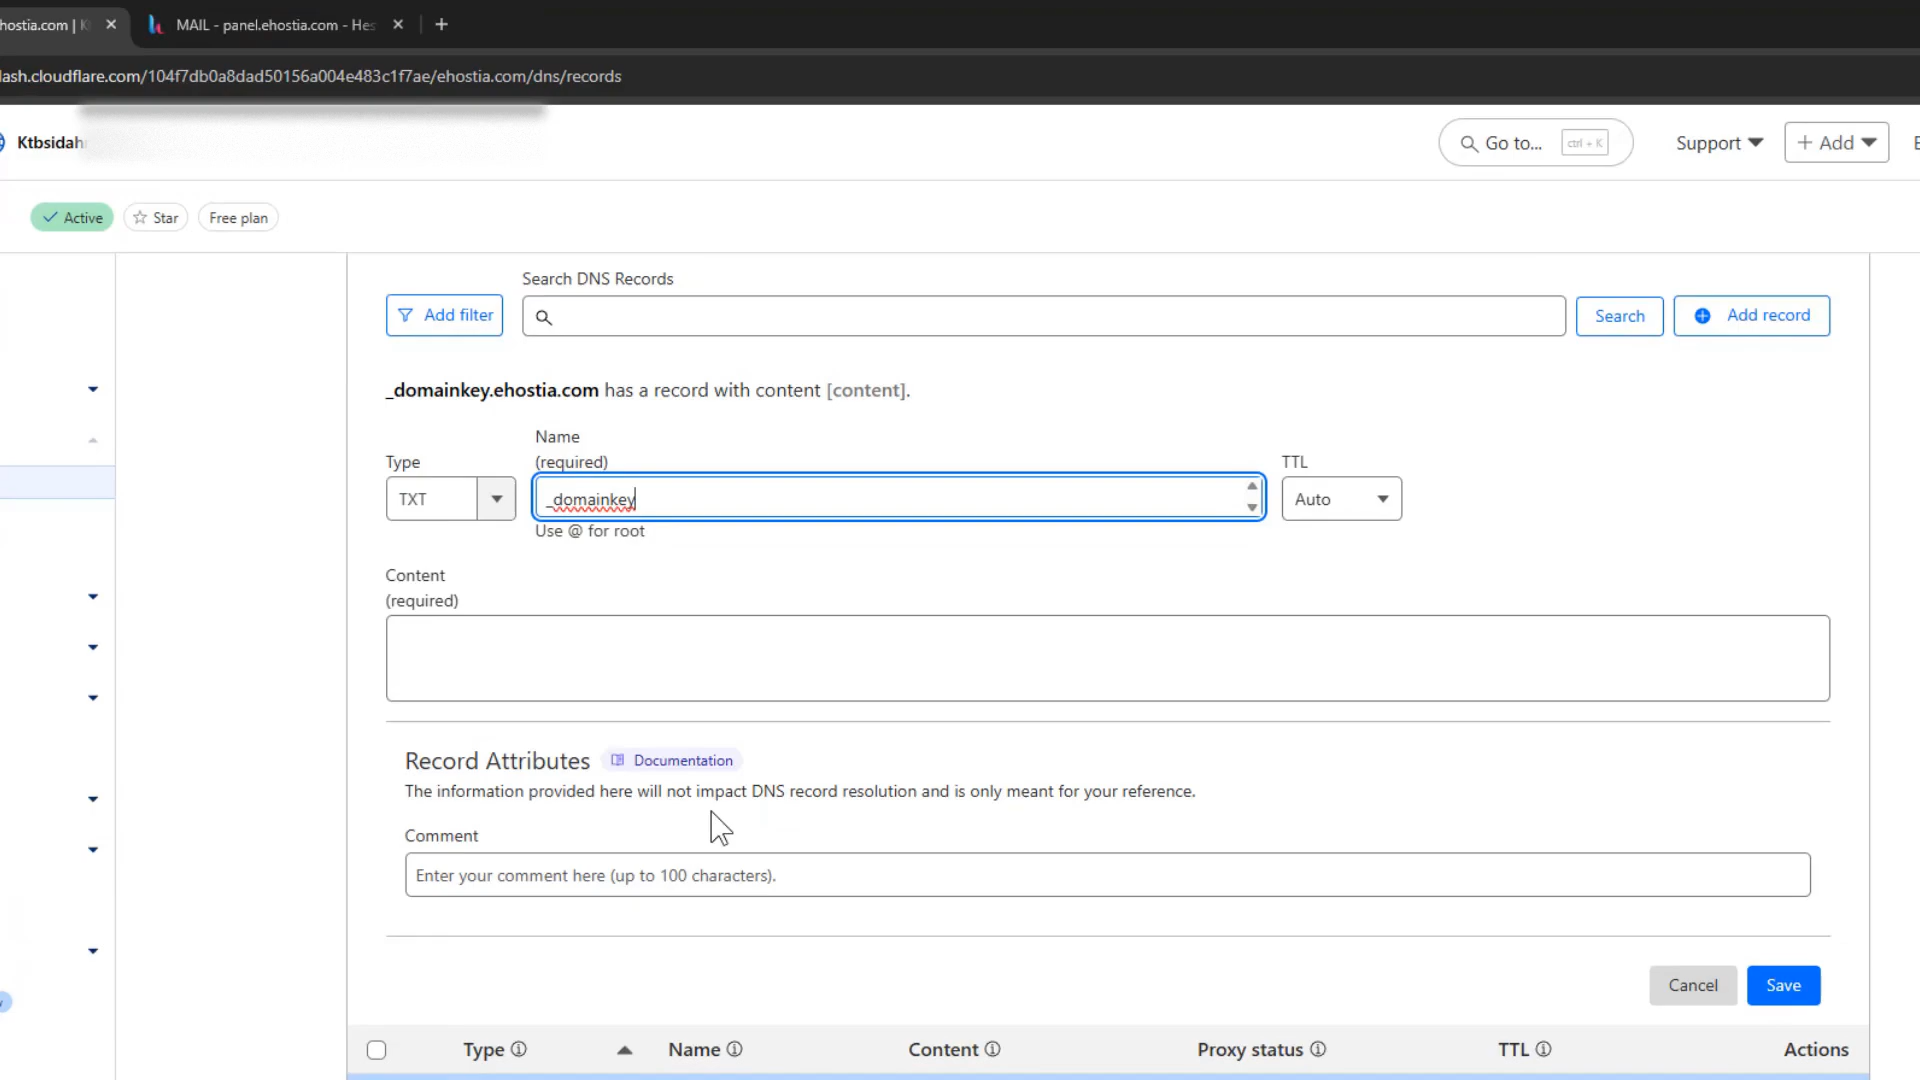 hostia.com |
MAIL - panel.ehostia.com - Hes
lash.cloudflare.com/104f7db0a8dad50156a004e483c1f7ae/ehostia.com/dns/records
Ktbsidah
Go to...
ctrl + K
Support
+ Add
Active
Star
Free plan
Search DNS Records
Add filter
Search
Add record
_domainkey.ehostia.com has a record with content [content].
Name
Type
(required)
TTL
TXT
_domainkey
Auto
Use @ for root
Content
(required)
Record Attributes
Documentation
The information provided here will not impact DNS record resolution and is only meant for your reference.
Comment
Enter your comment here (up to 100 characters).
Cancel
Save
Type
Name
Content
Proxy status
TTL
Actions